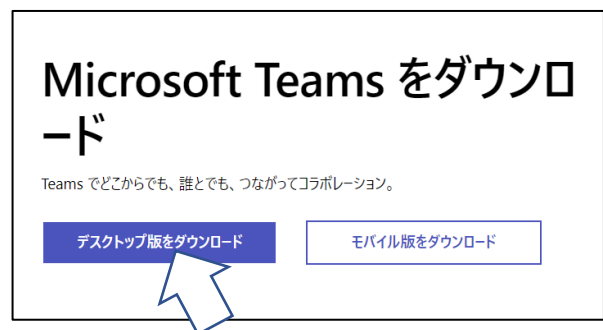 Microsoft Teams をダウンロ
ード
Teams でどこからでも、誰とでも、つながってコラボレーション。
デスクトップ版をダウンロード
モバイル版をダウンロード